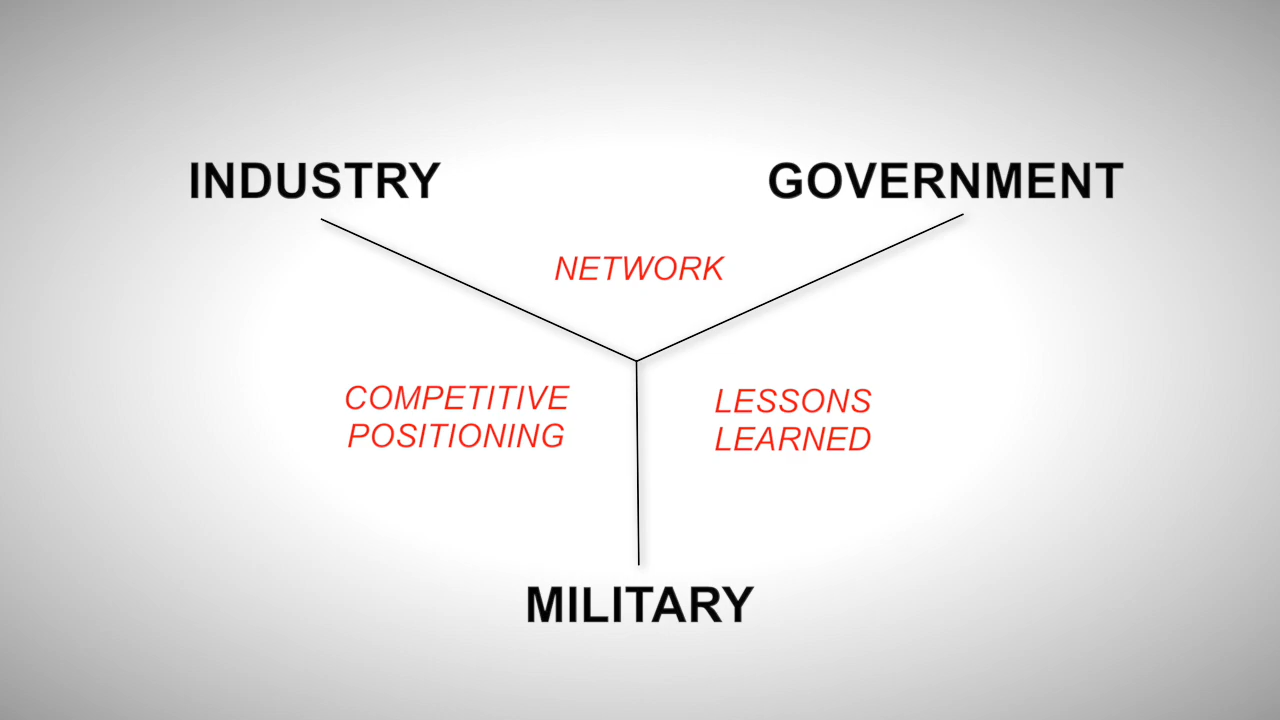 INDUSTRY
GOVERNMENT
NETWORK
COMPETITIVE
POSITIONING
LESSONS
LEARNED
MILITARY